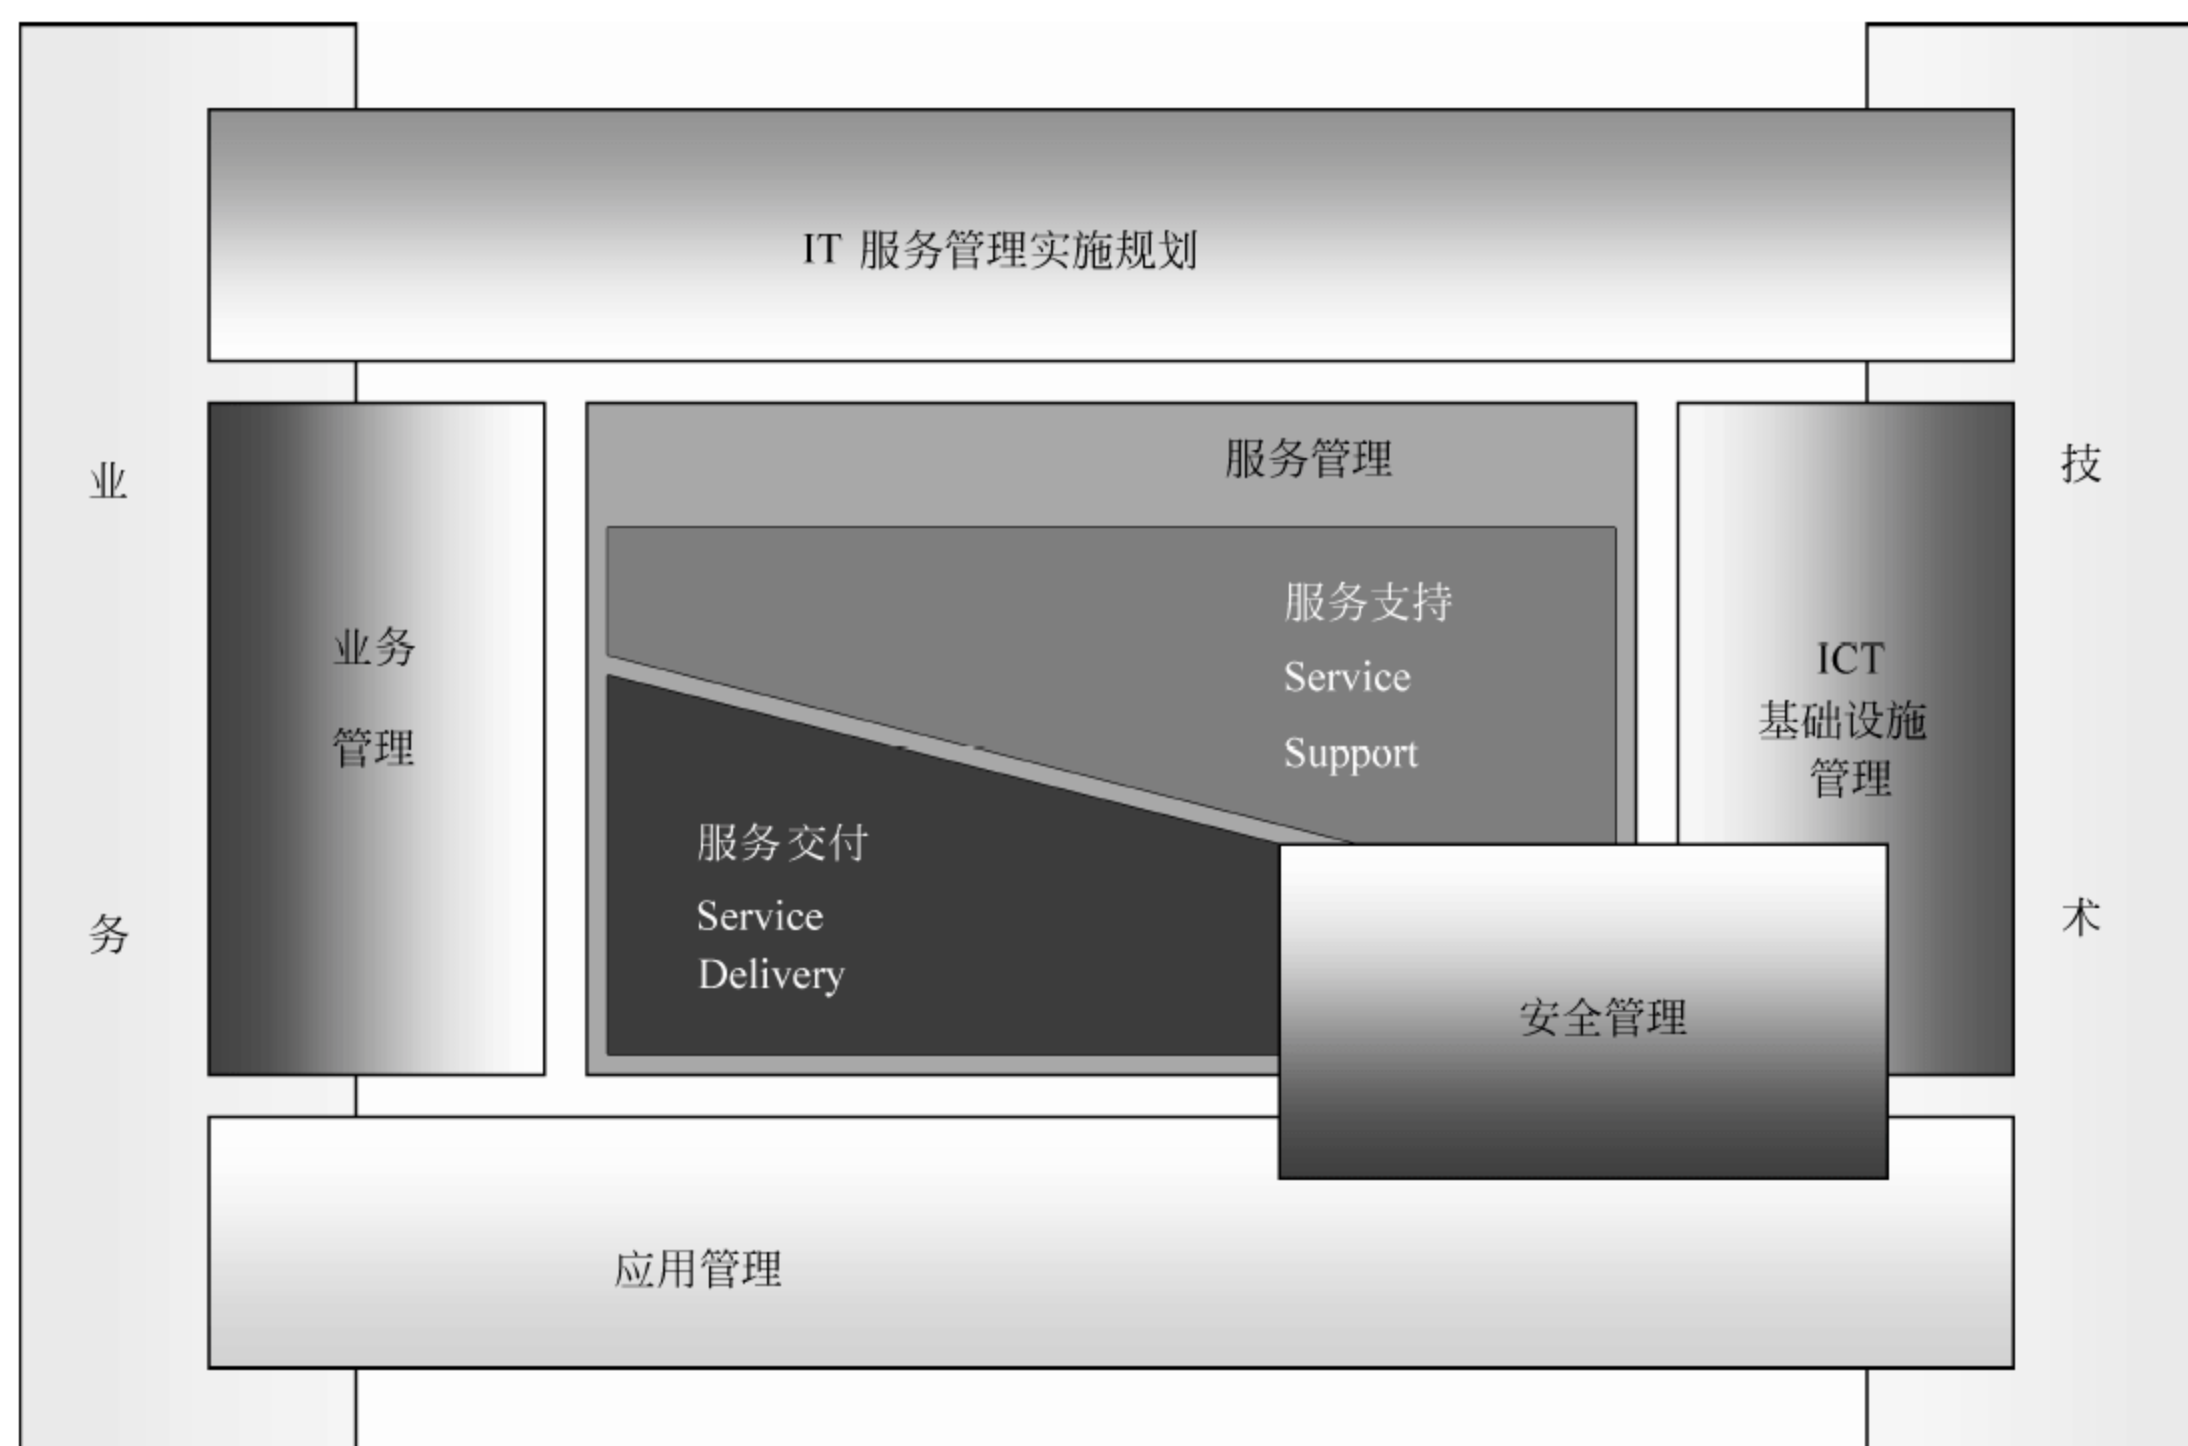 IT 服务管理实施规划
业
务
业务
管理
服务管理
服务支持
Service
Support
服务交付
Service
Delivery
ICT
基础设施
管理
技
术
安全管理
应用管理